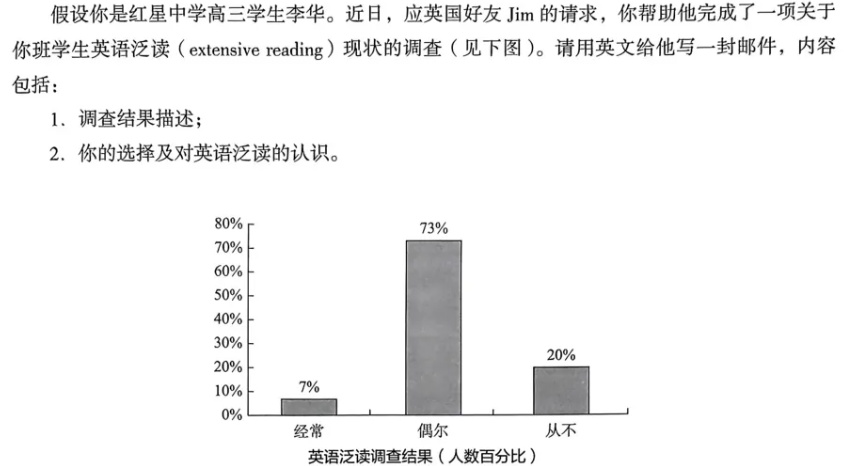 假设你是红星中学高三学生李华。近日，应英国好友 Jim 的请求，你帮助他完成了一项关于
你班学生英语泛读（extensive reading）现状的调查（见下图）。请用英文给他写一封邮件，内容
包括：
1．调查结果描述；
2．你的选择及对英语泛读的认识。
80%
73%
70%
60%
50%
40%
30%
20%
20%
10%
7%
0%
经常 偶尔 从不
英语泛读调查结果（人数百分比）